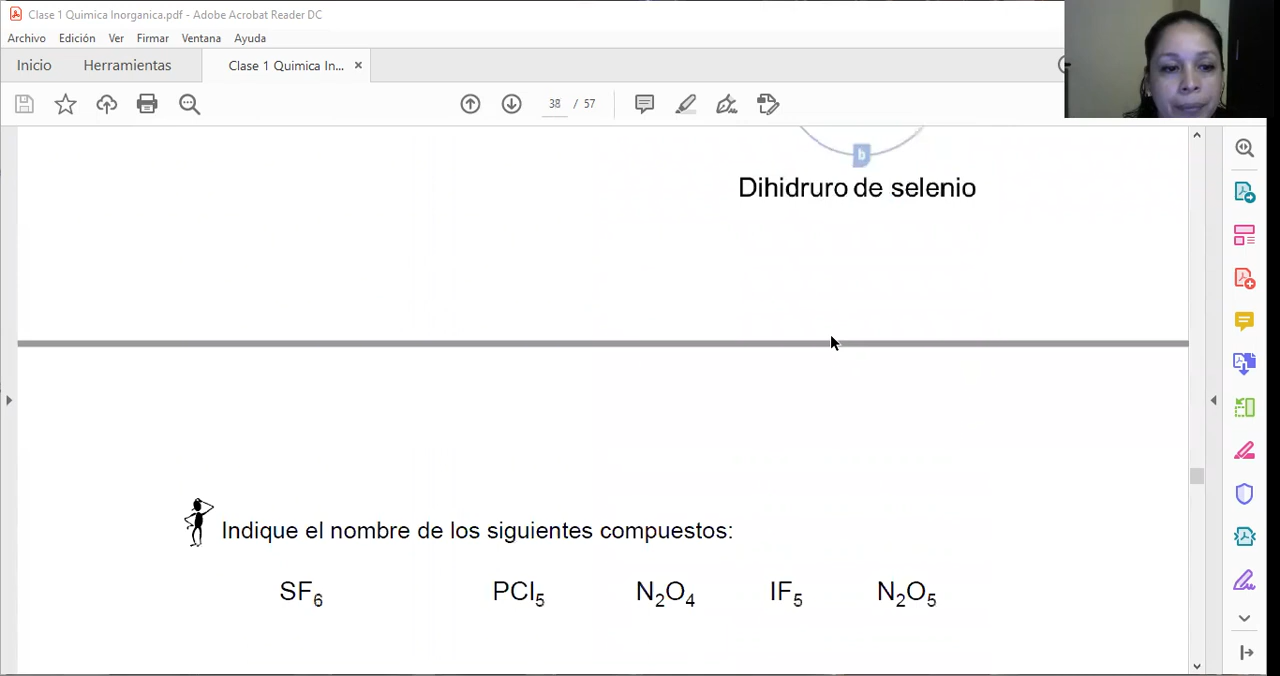 Clase 1 Quimica Inorganica.pdf - Adobe Acrobat Reader DC
Archivo Edición Ver Firmar Ventana Ayuda
Inicio Herramientas Clase 1 Quimica In... ×
38 / 57
b
Dihidruro de selenio
Indique el nombre de los siguientes compuestos:
SF₆ PCl₅ N₂O₄ IF₅ N₂O₅